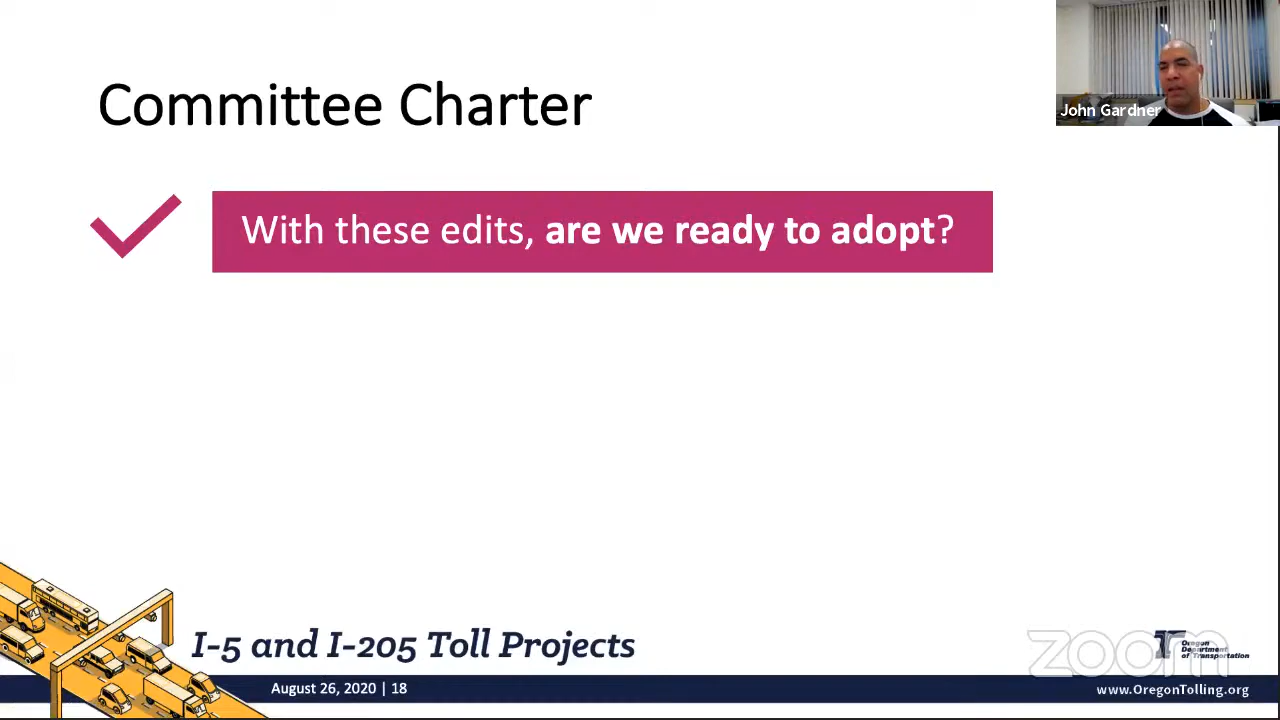 Committee Charter
John Gardner
With these edits, are we ready to adopt?
I-5 and I-205 Toll Projects
zoom
Oregon
Department
of Transportation
August 26, 2020 | 18
www.OregonTolling.org